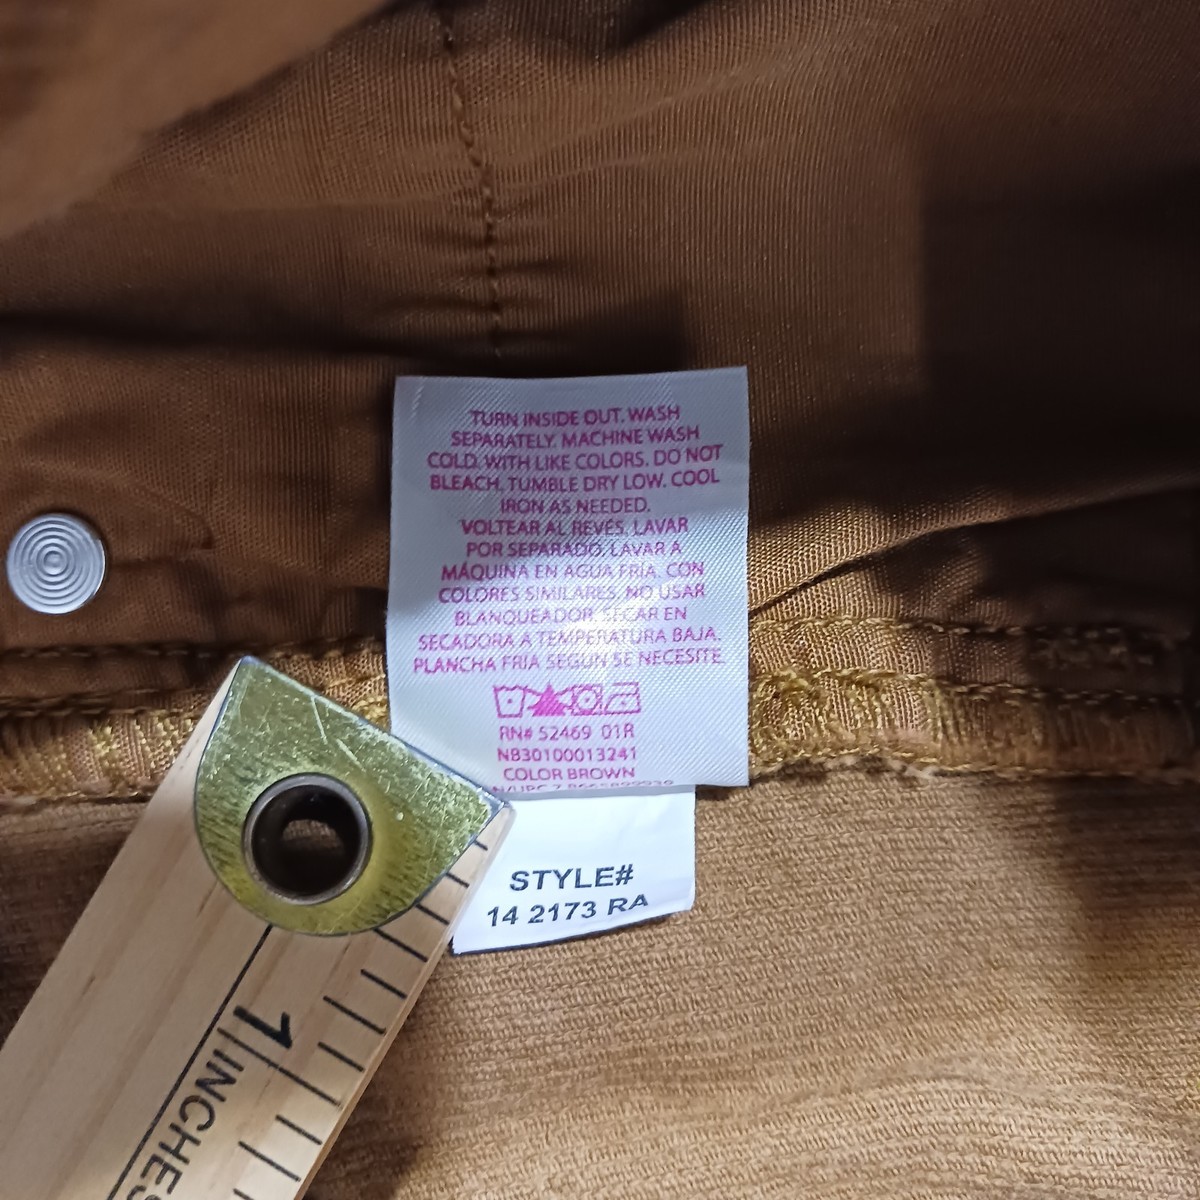 TURN INSIDE OUT. WASH
SEPARATELY. MACHINE WASH
COLD. WITH LIKE COLORS. DO NOT
BLEACH. TUMBLE DRY LOW. COOL
IRON AS NEEDED.
VOLTEAR AL REVÉS. LAVAR
POR SEPARADO. LAVAR A
MÁQUINA EN AGUA FRIA. CON
COLORES SIMILARES. NO USAR
BLANQUEADOR. SECAR EN
SECADORA A TEMPERATURA BAJA.
PLANCHA FRIA SEGÚN SE NECESITE.
RN# 52469 01R
NB30100013241
COLOR BROWN
STYLE#
14 2173 RA
1
INCHES